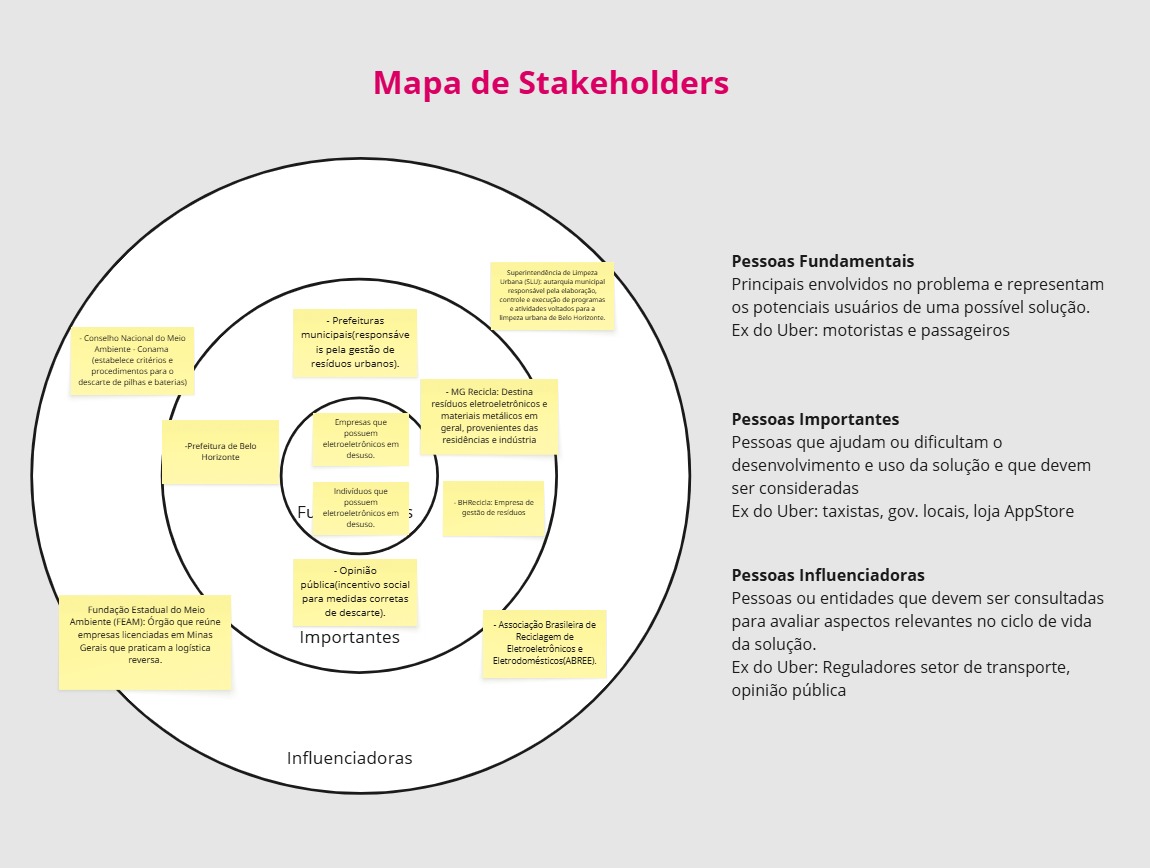 Mapa de Stakeholders
Superintendência de Limpeza
Urbana (SLU): autarquia municipal
responsável pela elaboração,
controle e execução de programas
e atividades voltados para a
limpeza urbana de Belo Horizonte.
- Prefeituras
municipais(responsáve
is pela gestão de
resíduos urbanos).
- Conselho Nacional do Meio
Ambiente - Conama
(estabelece critérios e
procedimentos para o
descarte de pilhas e baterias)
- MG Recicla: Destina
resíduos eletroeletrônicos e
materiais metálicos em
geral, provenientes das
residências e indústria
-Prefeitura de Belo
Horizonte
Empresas que
possuem
eletroeletrônicos em
desuso.
Indivíduos que
possuem
eletroeletrônicos em
desuso.
- BHRecicla: Empresa de
gestão de resíduos
- Opinião
pública(incentivo social
para medidas corretas
de descarte).
Importantes
Fundação Estadual do Meio
Ambiente (FEAM): Órgão que reúne
empresas licenciadas em Minas
Gerais que praticam a logística
reversa.
- Associação Brasileira de
Reciclagem de
Eletroeletrônicos e
Eletrodomésticos(ABREE).
Influenciadoras
Pessoas Fundamentais
Principais envolvidos no problema e representam
os potenciais usuários de uma possível solução.
Ex do Uber: motoristas e passageiros
Pessoas Importantes
Pessoas que ajudam ou dificultam o
desenvolvimento e uso da solução e que devem
ser consideradas
Ex do Uber: taxistas, gov. locais, loja AppStore
Pessoas Influenciadoras
Pessoas ou entidades que devem ser consultadas
para avaliar aspectos relevantes no ciclo de vida
da solução.
Ex do Uber: Reguladores setor de transporte,
opinião pública